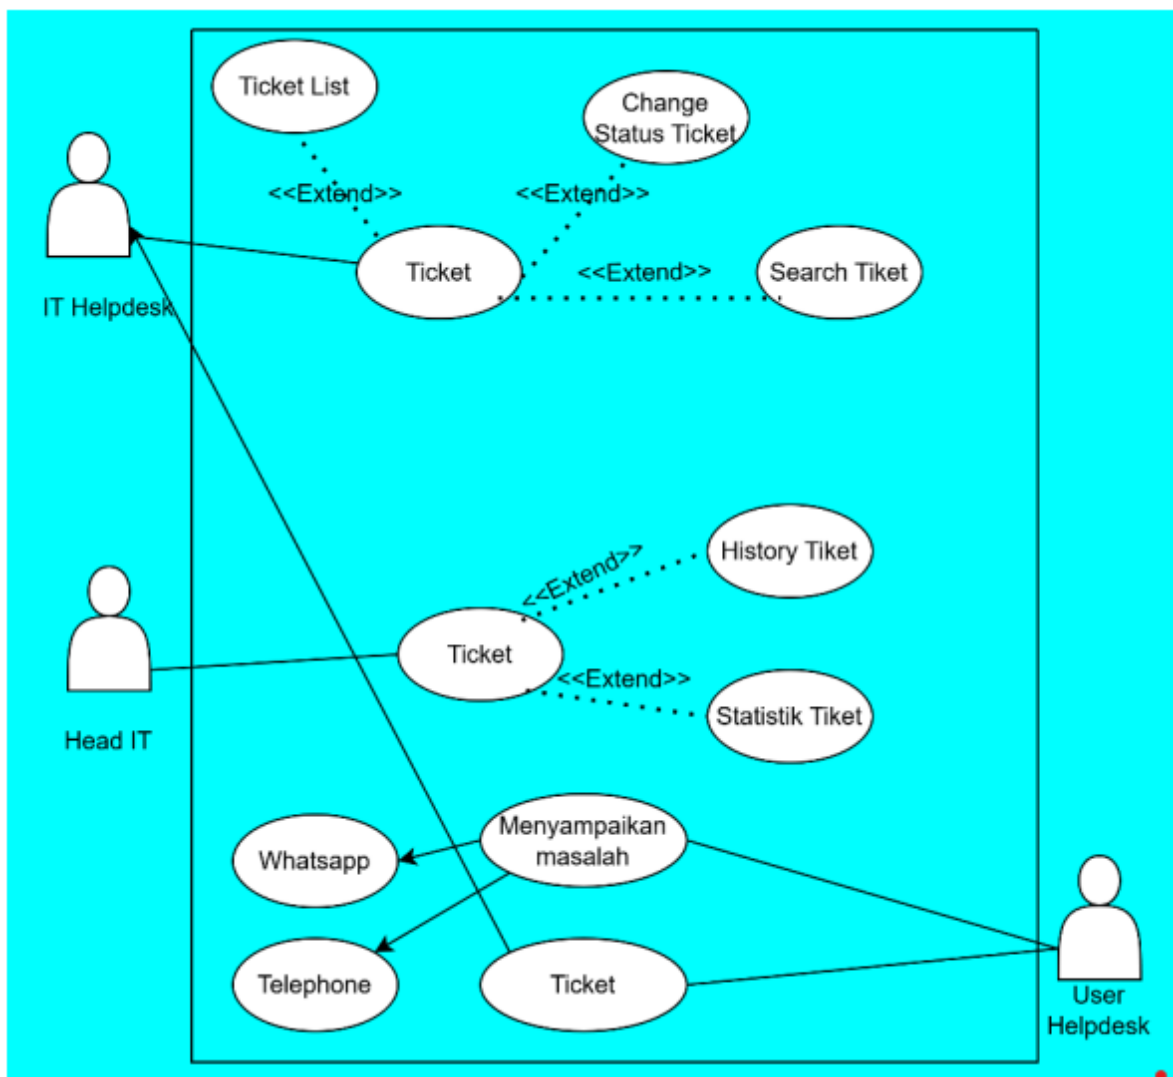 Ticket List
Change
Status Ticket
<<Extend>>
<<Extend>>
IT Helpdesk
Ticket
<<Extend>>
Search Tiket
History Tiket
<<Extend>>
Ticket
<<Extend>>
Statistik Tiket
Head IT
Menyampaikan
masalah
Whatsapp
Telephone
Ticket
User
Helpdesk